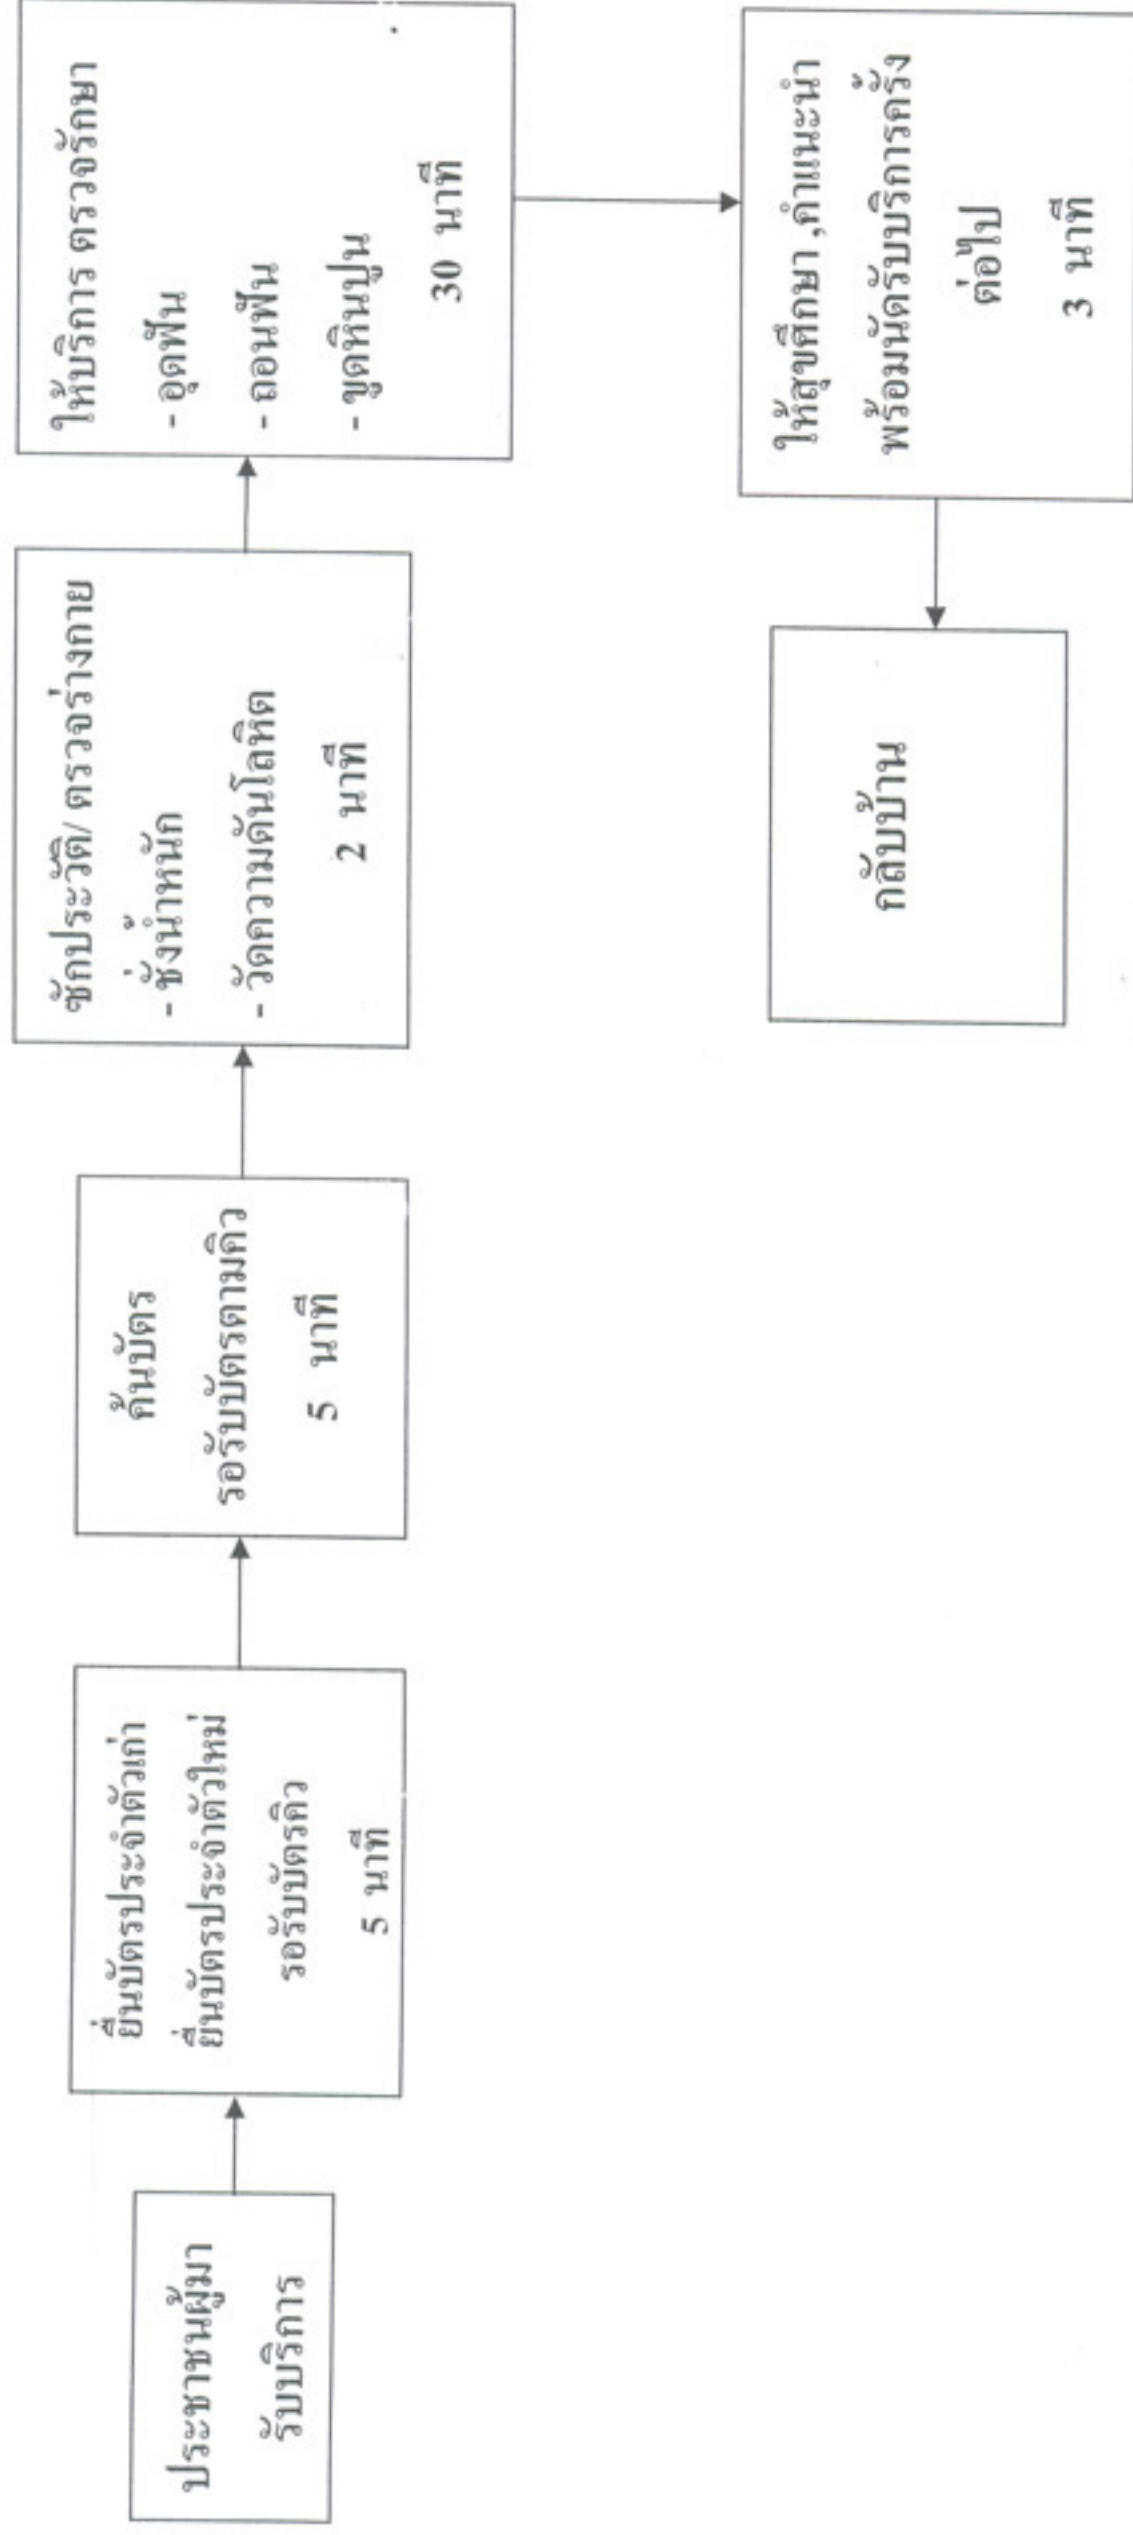 ประชาชนผู้มา
รับบริการ
ยื่นบัตรประจำตัวเก่า
ยื่นบัตรประจำตัวใหม่
รอรับบัตรคิว
5 นาที
ค้นบัตร
รอรับบัตรตามคิว
5 นาที
ซักประวัติ/ ตรวจร่างกาย
- ชั่งน้ำหนัก
- วัดความดันโลหิต
2 นาที
ให้บริการ ตรวจรักษา
- อุดฟัน
- ถอนฟัน
- ขูดหินปูน
30 นาที
ให้สุขศึกษา ,คำแนะนำ
พร้อมนัดรับบริการครั้ง
ต่อไป
3 นาที
กลับบ้าน